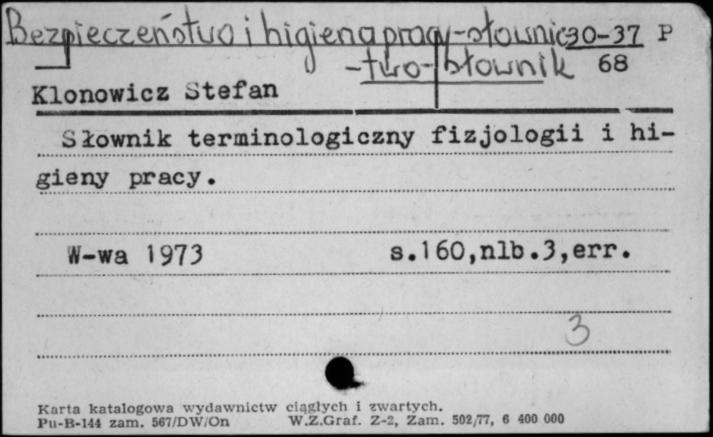 Bezpieczeństwo i higiena pracy-słownic 30-37 P
-two-słownik 68
Klonowicz Stefan
Słownik terminologiczny fizjologii i hi-
gieny pracy.
W-wa 1973 s.160,nlb.3,err.
3
Karta katalogowa wydawnictw ciągłych i zwartych.
Pu-B-144 zam. 567/DW/On W.Z.Graf. Z-2, Zam. 502/77, 6 400 000